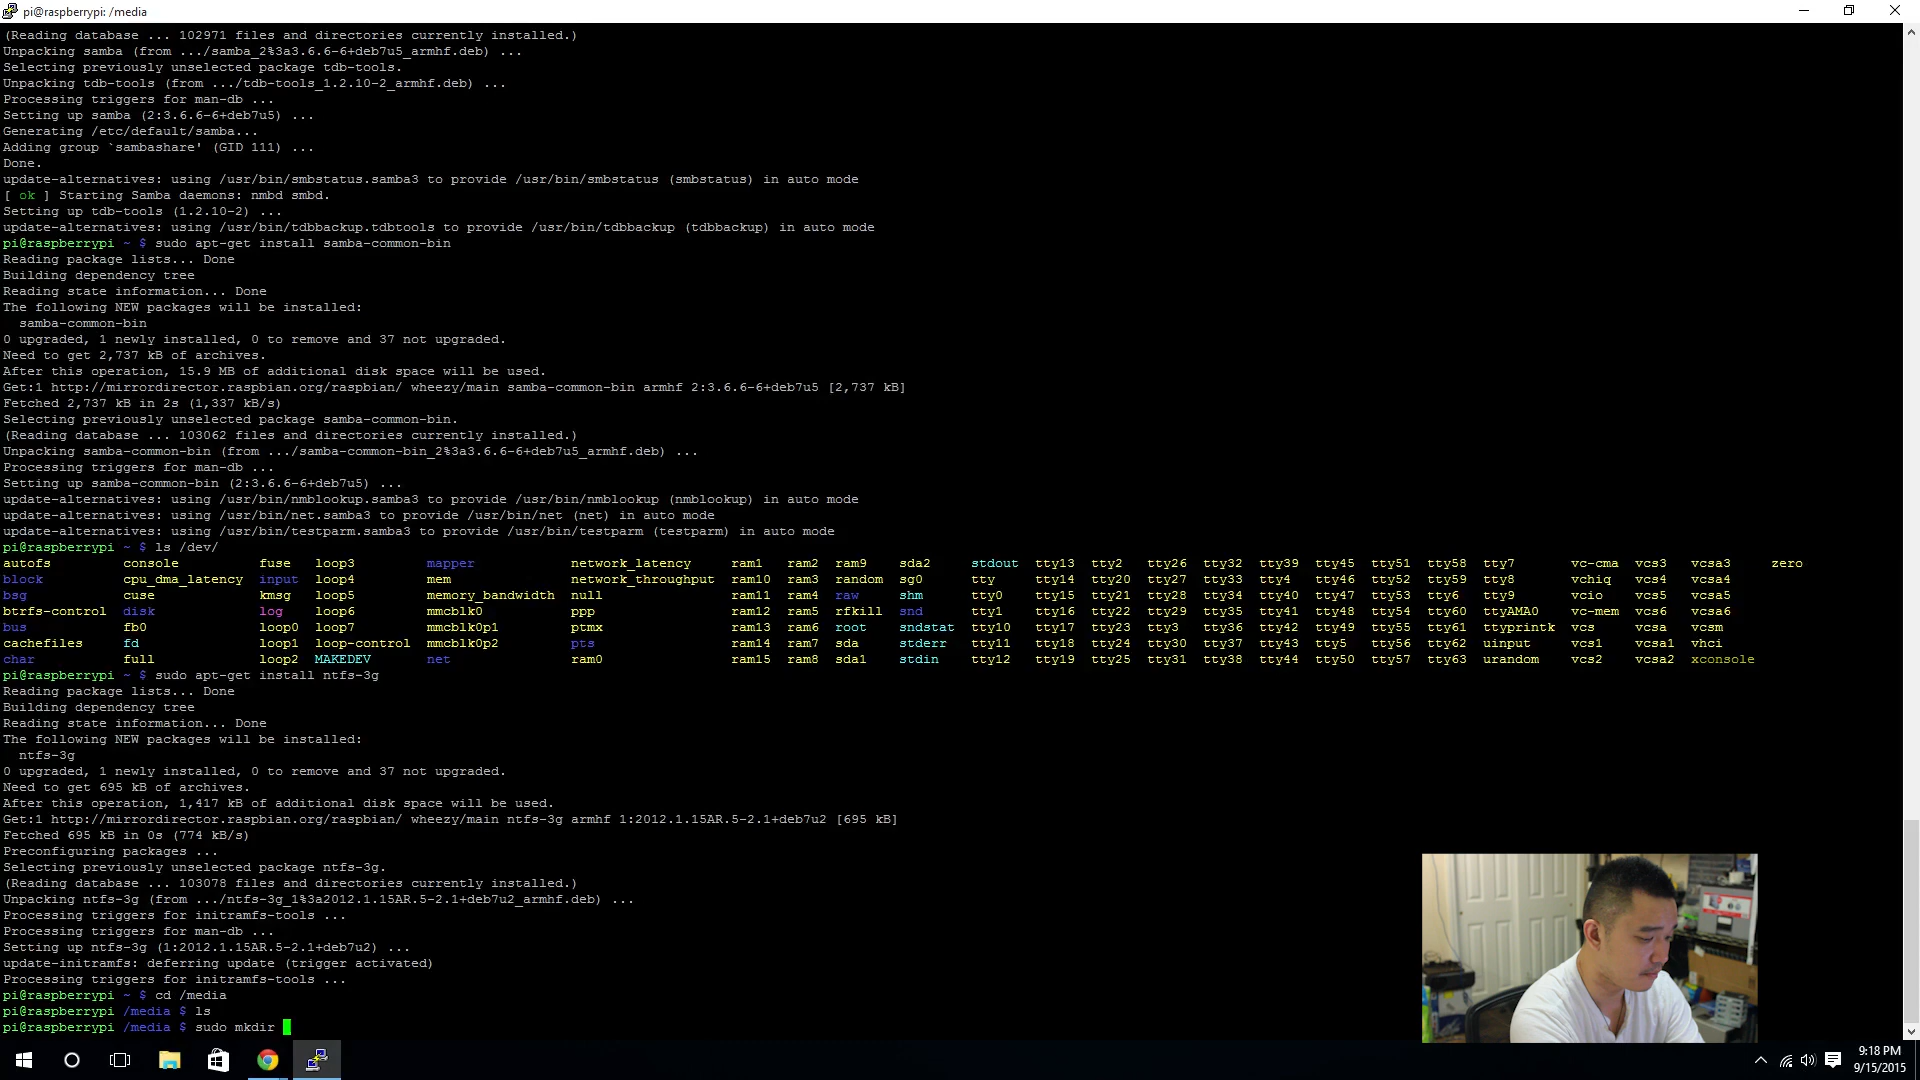 pi@raspberrypi: /media
(Reading database ... 102971 files and directories currently installed.)
Unpacking samba (from .../samba_2%3a3.6.6-6+deb7u5_armhf.deb) ...
Selecting previously unselected package tdb-tools.
Unpacking tdb-tools (from .../tdb-tools_1.2.10-2_armhf.deb) ...
Processing triggers for man-db ...
Setting up samba (2:3.6.6-6+deb7u5) ...
Generating /etc/default/samba...
Adding group `sambashare' (GID 111) ...
Done.
update-alternatives: using /usr/bin/smbstatus.samba3 to provide /usr/bin/smbstatus (smbstatus) in auto mode
[ ok ] Starting Samba daemons: nmbd smbd.
Setting up tdb-tools (1.2.10-2) ...
update-alternatives: using /usr/bin/tdbbackup.tdbtools to provide /usr/bin/tdbbackup (tdbbackup) in auto mode
pi@raspberrypi ~ $ sudo apt-get install samba-common-bin
Reading package lists... Done
Building dependency tree
Reading state information... Done
The following NEW packages will be installed:
  samba-common-bin
0 upgraded, 1 newly installed, 0 to remove and 37 not upgraded.
Need to get 2,737 kB of archives.
After this operation, 15.9 MB of additional disk space will be used.
Get:1 http://mirrordirector.raspbian.org/raspbian/ wheezy/main samba-common-bin armhf 2:3.6.6-6+deb7u5 [2,737 kB]
Fetched 2,737 kB in 2s (1,337 kB/s)
Selecting previously unselected package samba-common-bin.
(Reading database ... 103062 files and directories currently installed.)
Unpacking samba-common-bin (from .../samba-common-bin_2%3a3.6.6-6+deb7u5_armhf.deb) ...
Processing triggers for man-db ...
Setting up samba-common-bin (2:3.6.6-6+deb7u5) ...
update-alternatives: using /usr/bin/nmblookup.samba3 to provide /usr/bin/nmblookup (nmblookup) in auto mode
update-alternatives: using /usr/bin/net.samba3 to provide /usr/bin/net (net) in auto mode
update-alternatives: using /usr/bin/testparm.samba3 to provide /usr/bin/testparm (testparm) in auto mode
pi@raspberrypi ~ $ ls /dev/
autofs console fuse loop3 mapper network_latency ram1 ram2 ram9 sda2 stdout tty13 tty2 tty26 tty32 tty39 tty45 tty51 tty58 tty7 vc-cma vcs3 vcsa3 zero
block cpu_dma_latency input loop4 mem network_throughput ram10 ram3 random sg0 tty tty14 tty20 tty27 tty33 tty4 tty46 tty52 tty59 tty8 vchiq vcs4 vcsa4
bsg cuse kmsg loop5 memory_bandwidth null ram11 ram4 raw shm tty0 tty15 tty21 tty28 tty34 tty40 tty47 tty53 tty6 tty9 vcio vcs5 vcsa5
btrfs-control disk log loop6 mmcblk0 ppp ram12 ram5 rfkill snd tty1 tty16 tty22 tty29 tty35 tty41 tty48 tty54 tty60 ttyAMA0 vc-mem vcs6 vcsa6
bus fb0 loop0 loop7 mmcblk0p1 ptmx ram13 ram6 root sndstat tty10 tty17 tty23 tty3 tty36 tty42 tty49 tty55 tty61 ttyprintk vcs vcsa vcsm
cachefiles fd loop1 loop-control mmcblk0p2 pts ram14 ram7 sda stderr tty11 tty18 tty24 tty30 tty37 tty43 tty5 tty56 tty62 uinput vcs1 vcsa1 vhci
char full loop2 MAKEDEV net ram0 ram15 ram8 sda1 stdin tty12 tty19 tty25 tty31 tty38 tty44 tty50 tty57 tty63 urandom vcs2 vcsa2 xconsole
pi@raspberrypi ~ $ sudo apt-get install ntfs-3g
Reading package lists... Done
Building dependency tree
Reading state information... Done
The following NEW packages will be installed:
  ntfs-3g
0 upgraded, 1 newly installed, 0 to remove and 37 not upgraded.
Need to get 695 kB of archives.
After this operation, 1,417 kB of additional disk space will be used.
Get:1 http://mirrordirector.raspbian.org/raspbian/ wheezy/main ntfs-3g armhf 1:2012.1.15AR.5-2.1+deb7u2 [695 kB]
Fetched 695 kB in 0s (774 kB/s)
Preconfiguring packages ...
Selecting previously unselected package ntfs-3g.
(Reading database ... 103078 files and directories currently installed.)
Unpacking ntfs-3g (from .../ntfs-3g_1%3a2012.1.15AR.5-2.1+deb7u2_armhf.deb) ...
Processing triggers for initramfs-tools ...
Processing triggers for man-db ...
Setting up ntfs-3g (1:2012.1.15AR.5-2.1+deb7u2) ...
update-initramfs: deferring update (trigger activated)
Processing triggers for initramfs-tools ...
pi@raspberrypi ~ $ cd /media
pi@raspberrypi /media $ ls
pi@raspberrypi /media $ sudo mkdir
9:18 PM
9/15/2015